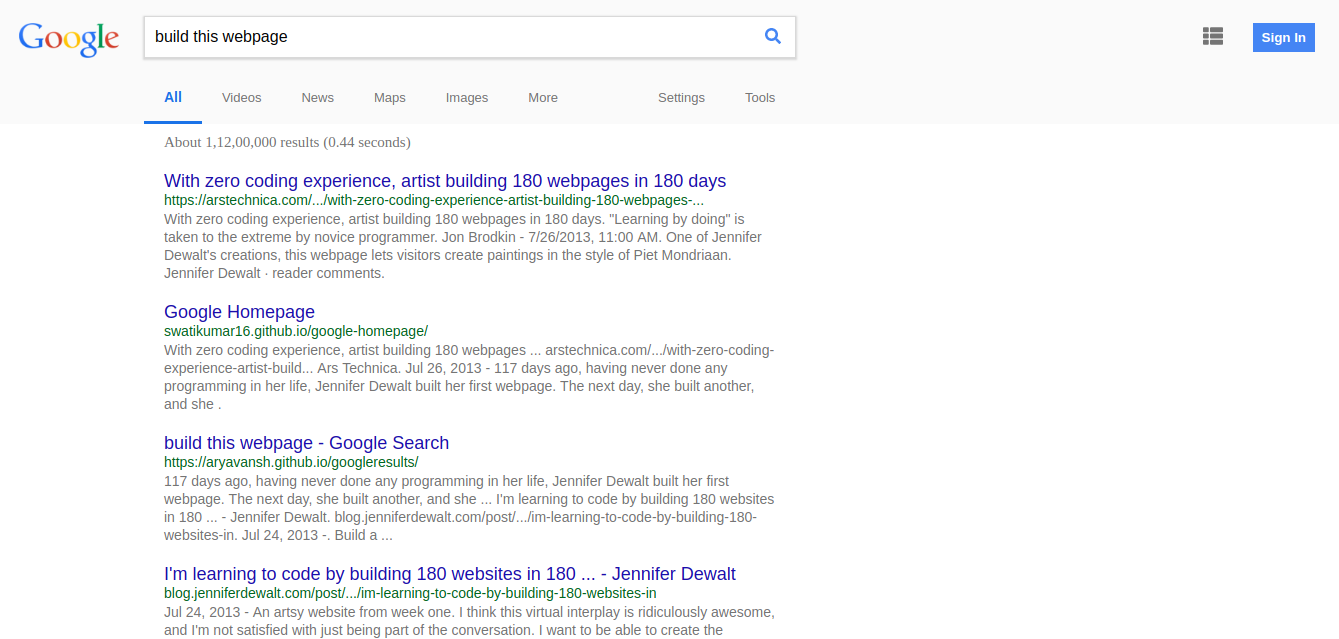 Google
build this webpage
Sign In
All Videos News Maps Images More Settings Tools
About 1,12,00,000 results (0.44 seconds)
With zero coding experience, artist building 180 webpages in 180 days
https://arstechnica.com/.../with-zero-coding-experience-artist-building-180-webpages-...
With zero coding experience, artist building 180 webpages in 180 days. "Learning by doing" is
taken to the extreme by novice programmer. Jon Brodkin - 7/26/2013, 11:00 AM. One of Jennifer
Dewalt's creations, this webpage lets visitors create paintings in the style of Piet Mondriaan.
Jennifer Dewalt · reader comments.
Google Homepage
swatikumar16.github.io/google-homepage/
With zero coding experience, artist building 180 webpages ... arstechnica.com/.../with-zero-coding-
experience-artist-build... Ars Technica. Jul 26, 2013 - 117 days ago, having never done any
programming in her life, Jennifer Dewalt built her first webpage. The next day, she built another,
and she .
build this webpage - Google Search
https://aryavansh.github.io/googleresults/
117 days ago, having never done any programming in her life, Jennifer Dewalt built her first
webpage. The next day, she built another, and she ... I'm learning to code by building 180 websites
in 180 ... - Jennifer Dewalt. blog.jenniferdewalt.com/post/.../im-learning-to-code-by-building-180-
websites-in. Jul 24, 2013 -. Build a ...
I'm learning to code by building 180 websites in 180 ... - Jennifer Dewalt
blog.jenniferdewalt.com/post/.../im-learning-to-code-by-building-180-websites-in
Jul 24, 2013 - An artsy website from week one. I think this virtual interplay is ridiculously awesome,
and I'm not satisfied with just being part of the conversation. I want to be able to create the